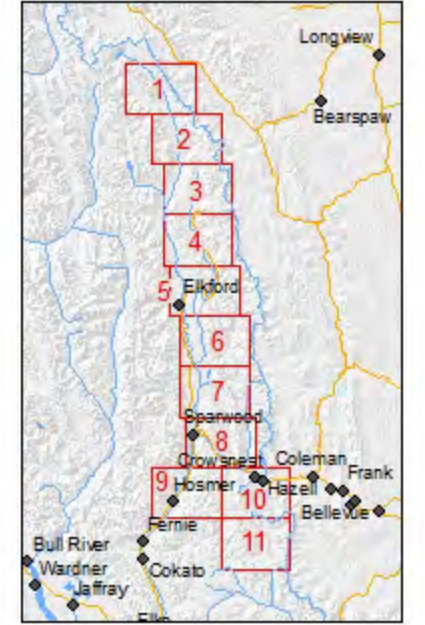 Longview
1
Bearspaw
2
3
4
5
Elkford
6
7
Sparwood
8
Crowsnest
Coleman
Frank
9
Hosmer
10
Hazell
Bellevue
Fernie
11
Bull River
Cokato
Wardner
Jaffray